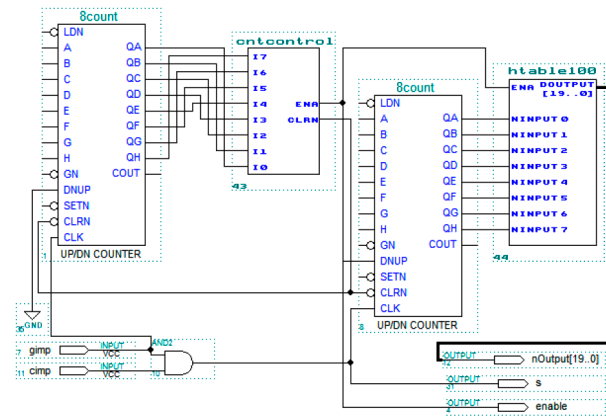 8count
LDN
A QA
B QB
C QC
D QD
E QE
F QF
G QG
H QH
GN COUT
DNUP
SETN
CLRN
CLK
1 UP/DN COUNTER
cntcontrol
I7
I6
I5
I4 ENA
I3 CLRN
I2
I1
I0
43
8count
LDN
A QA
B QB
C QC
D QD
E QE
F QF
G QG
H QH
GN COUT
DNUP
SETN
CLRN
CLK
UP/DN COUNTER
htable100
ENA DOUTPUT
[19..0]
NINPUT0
NINPUT1
NINPUT2
NINPUT3
NINPUT4
NINPUT5
NINPUT6
NINPUT7
44
GND
7 gimp INPUT
VCC
11 cimp INPUT
VCC
AND2
10
OUTPUT nOutput[19..0]
OUTPUT s
OUTPUT enable